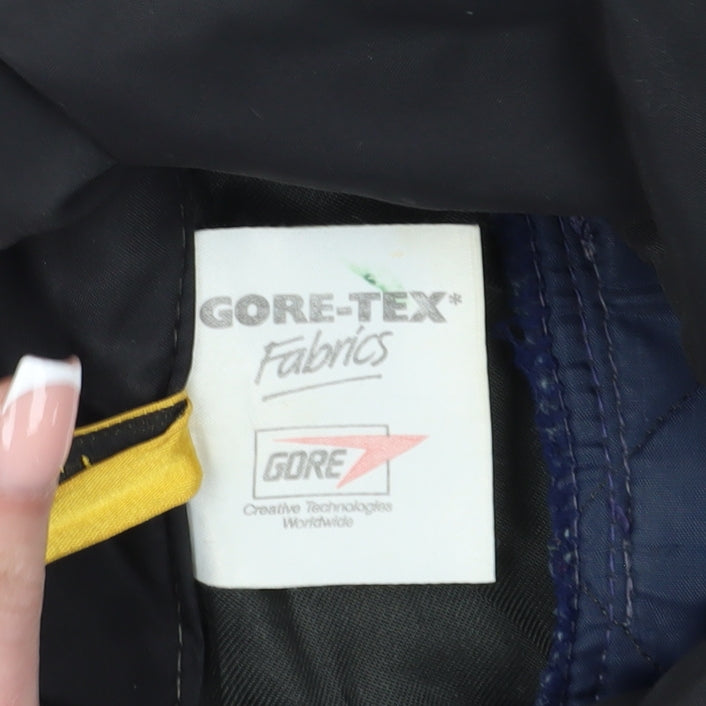 GORE-TEX*
Fabrics
GORE
Creative Technologies
Worldwide